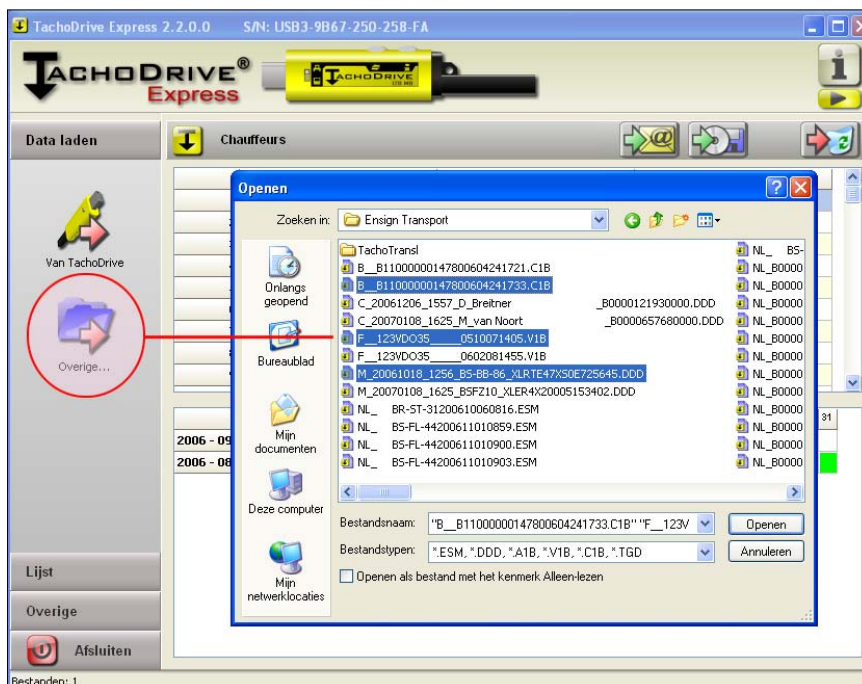 TachoDrive Express 2.2.0.0 S/N: USB3-9B67-250-258-FA
TACHODRIVE®
Express
TACHODRIVE
i
Data laden
Chauffeurs
Van TachoDrive
Overige...
Openen
Zoeken in: Ensign Transport
Onlangs geopend
Bureaublad
Mijn documenten
Deze computer
Mijn netwerklocaties
TachoTransl
B__B11000000147800604241721.C1B
B__B11000000147800604241733.C1B
C_20061206_1557_D_Breitner _B0000121930000.DDD
C_20070108_1625_M_van Noort _B0000657680000.DDD
F__123VDO35_____0510071405.V1B
F__123VDO35_____0602081455.V1B
M_20061018_1256_BS-BB-86_XLRTE47XS0E725645.DDD
M_20070108_1625_BSFZ10_XLER4X20005153402.DDD
NL_ BR-ST-31200610060816.ESM
NL_ BS-FL-44200611010859.ESM
NL_ BS-FL-44200611010900.ESM
NL_ BS-FL-44200611010903.ESM
NL_ BS-
NL_B0000
NL_B0000
NL_B0000
NL_B0000
NL_B0000
NL_B0000
NL_B0000
NL_B0000
NL_B0000
NL_B0000
NL_B0000
NL_B0000
Bestandsnaam: "B__B11000000147800604241733.C1B" "F__123V
Openen
Bestandstypen: *.ESM, *.DDD, *.A1B, *.V1B, *.C1B, *.TGD
Annuleren
Openen als bestand met het kenmerk Alleen-lezen
31
2006 - 09
2006 - 08
Lijst
Overige
Afsluiten
Bestanden: 1